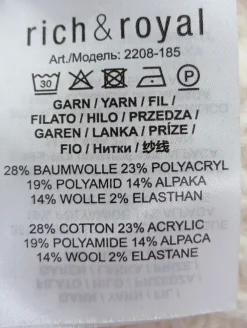 rich & royal
Art./Модель: 2208-185
30
GARN / YARN / FIL /
FILATO / HILO / PRZEDZA /
GAREN / LANKA / PRÍZE /
FIO / Нитки / 纱线
28% BAUMWOLLE 23% POLYACRYL
19% POLYAMID 14% ALPAKA
14% WOLLE 2% ELASTHAN
28% COTTON 23% ACRYLIC
19% POLYAMIDE 14% ALPACA
14% WOOL 2% ELASTANE